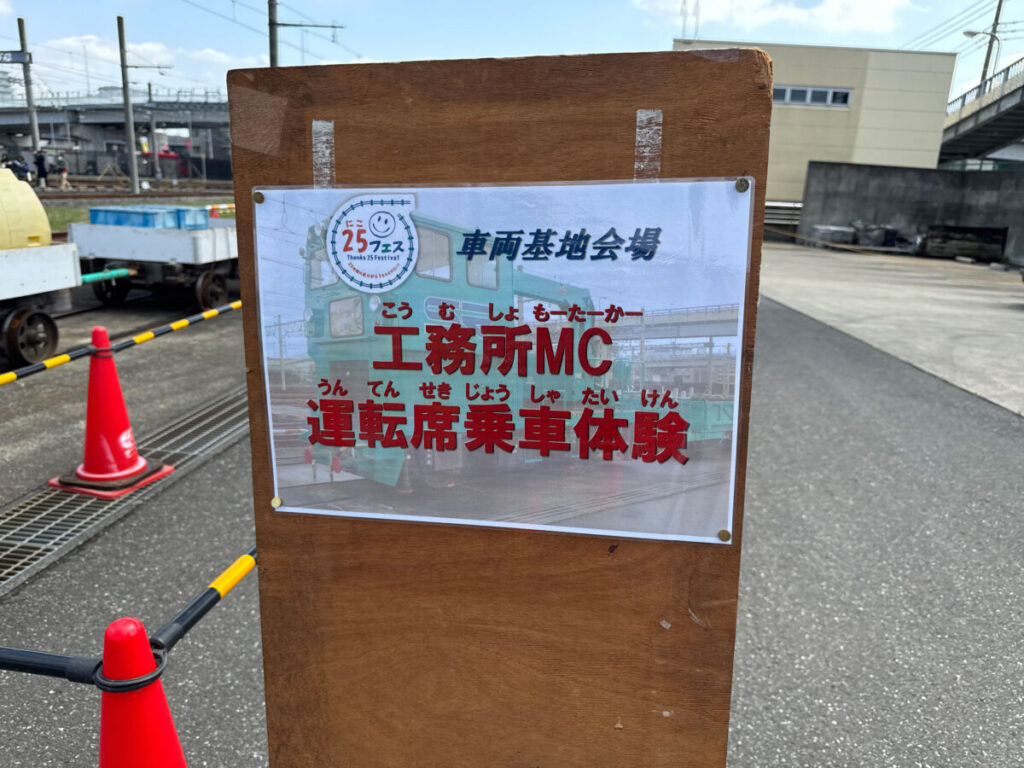 にこ
25フェス
Thanks 25 Festival
車両基地会場
こうむしょもーたーかー
工務所MC
うんてんせきじょうしゃたいけん
運転席乗車体験